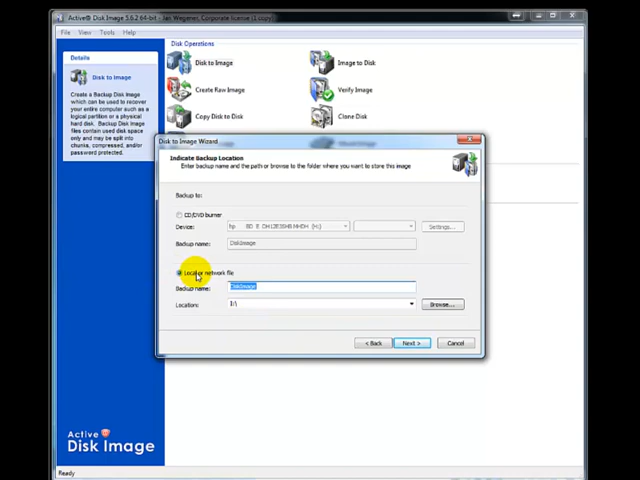 Active® Disk Image 5.6.2 64-bit - Jan Wegener, Corporate license (1 copy)
File View Tools Help
Details
Disk to Image
Create a Backup Disk Image
which can be used to recover
your entire computer such as a
logical partition or a physical
hard disk. Backup Disk Image
files contain used disk space
only and may be split into
chunks, compressed, and/or
password protected.
Disk Operations
Disk to Image
Image to Disk
Create Raw Image
Verify Image
Copy Disk to Disk
Clone Disk
Disk to Image Wizard
Indicate Backup Location
Enter backup name and the path or browse to the folder where you want to store this image
Backup to:
CD/DVD burner
Device:
hp BD
Settings...
Backup name:
DiskImage
Local or network file
Backup name:
DiskImage
Location:
I:\
Browse...
< Back
Next >
Cancel
Active
Disk Image
Ready